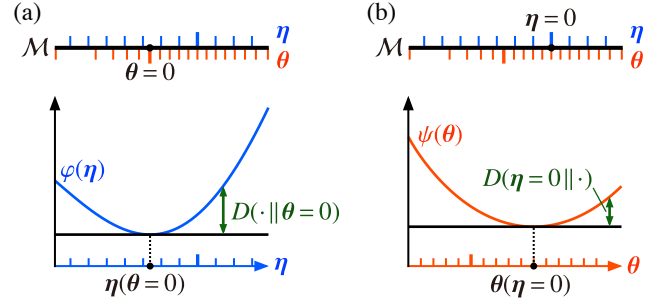 (a)
η
ℳ
θ
θ = 0
φ(η)
D(· ∥ θ = 0)
η
η(θ = 0)
(b)
η = 0
η
ℳ
θ
ψ(θ)
D(η = 0 ∥ ·)
θ
θ(η = 0)